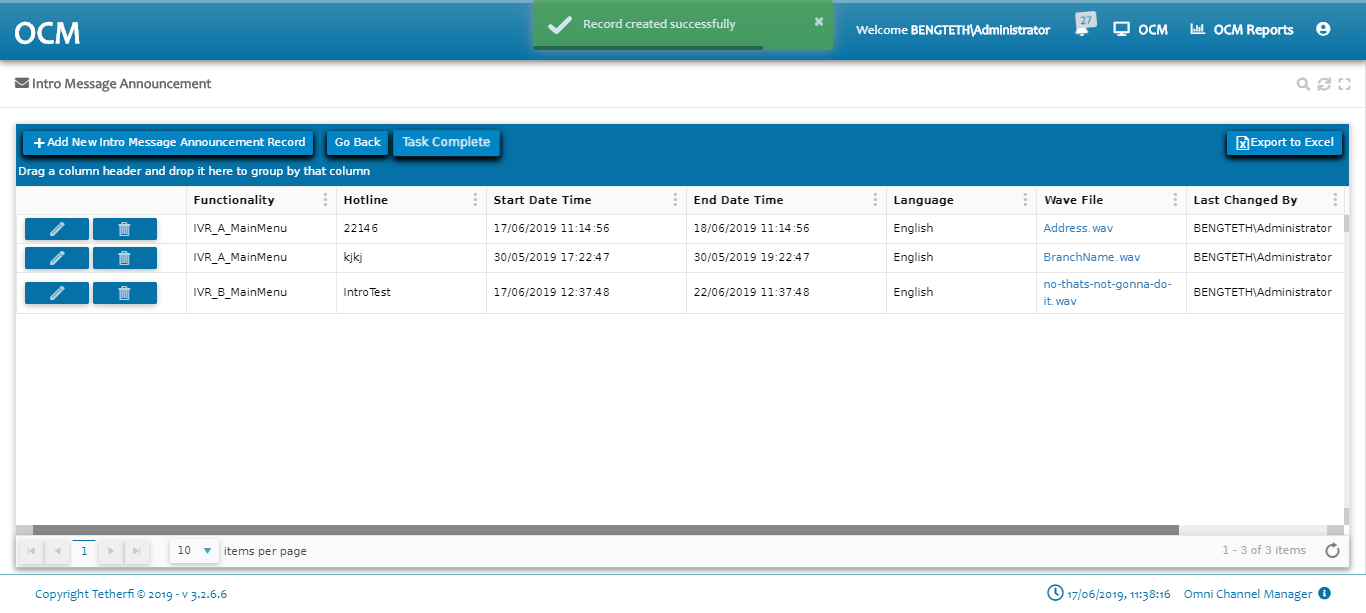 OCM
Record created successfully
Welcome BENGTETH\Administrator
27
OCM
OCM Reports
Intro Message Announcement
Add New Intro Message Announcement Record
Go Back
Task Complete
Export to Excel
Drag a column header and drop it here to group by that column
Functionality Hotline Start Date Time End Date Time Language Wave File Last Changed By
IVR_A_MainMenu 22146 17/06/2019 11:14:56 18/06/2019 11:14:56 English Address.wav BENGTETH\Administrator
IVR_A_MainMenu kjkj 30/05/2019 17:22:47 30/05/2019 19:22:47 English BranchName.wav BENGTETH\Administrator
IVR_B_MainMenu IntroTest 17/06/2019 12:37:48 22/06/2019 11:37:48 English no-thats-not-gonna-do-
it.wav BENGTETH\Administrator
1 10 items per page 1 - 3 of 3 items
Copyright Tetherfi © 2019 - v 3.2.6.6 17/06/2019, 11:38:16 Omni Channel Manager